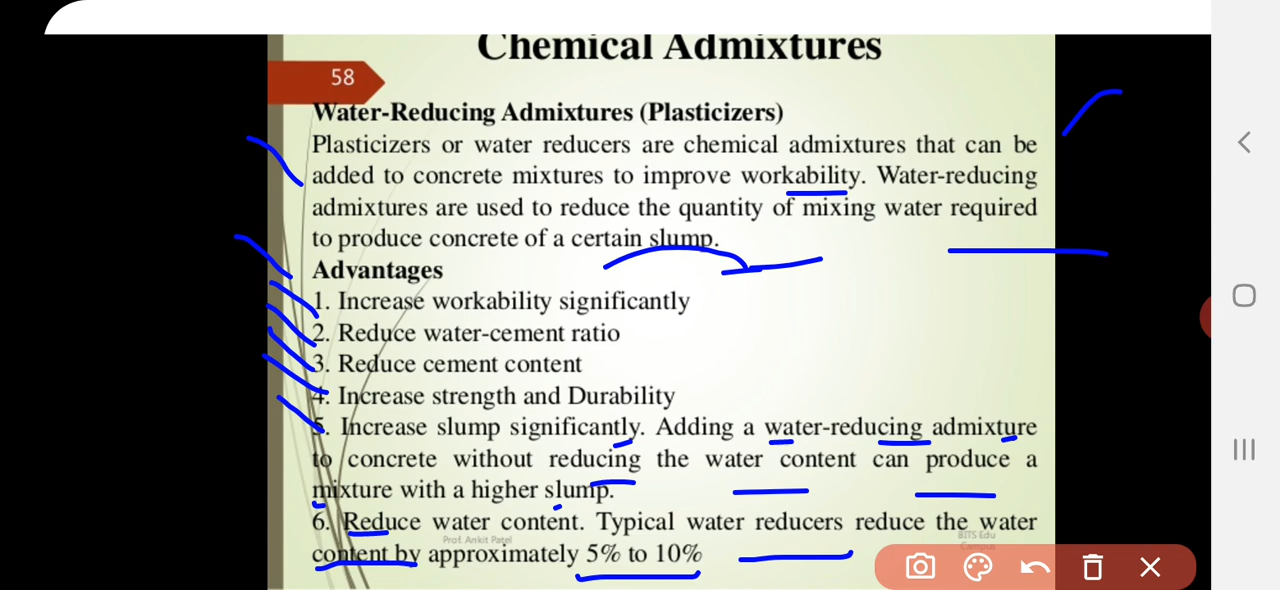 Chemical Admixtures
58
Water-Reducing Admixtures (Plasticizers)
Plasticizers or water reducers are chemical admixtures that can be
added to concrete mixtures to improve workability. Water-reducing
admixtures are used to reduce the quantity of mixing water required
to produce concrete of a certain slump.
Advantages
1. Increase workability significantly
2. Reduce water-cement ratio
3. Reduce cement content
4. Increase strength and Durability
5. Increase slump significantly. Adding a water-reducing admixture
to concrete without reducing the water content can produce a
mixture with a higher slump.
6. Reduce water content. Typical water reducers reduce the water
content by approximately 5% to 10%
Prof. Ankit Patel
BITS Edu
Campus